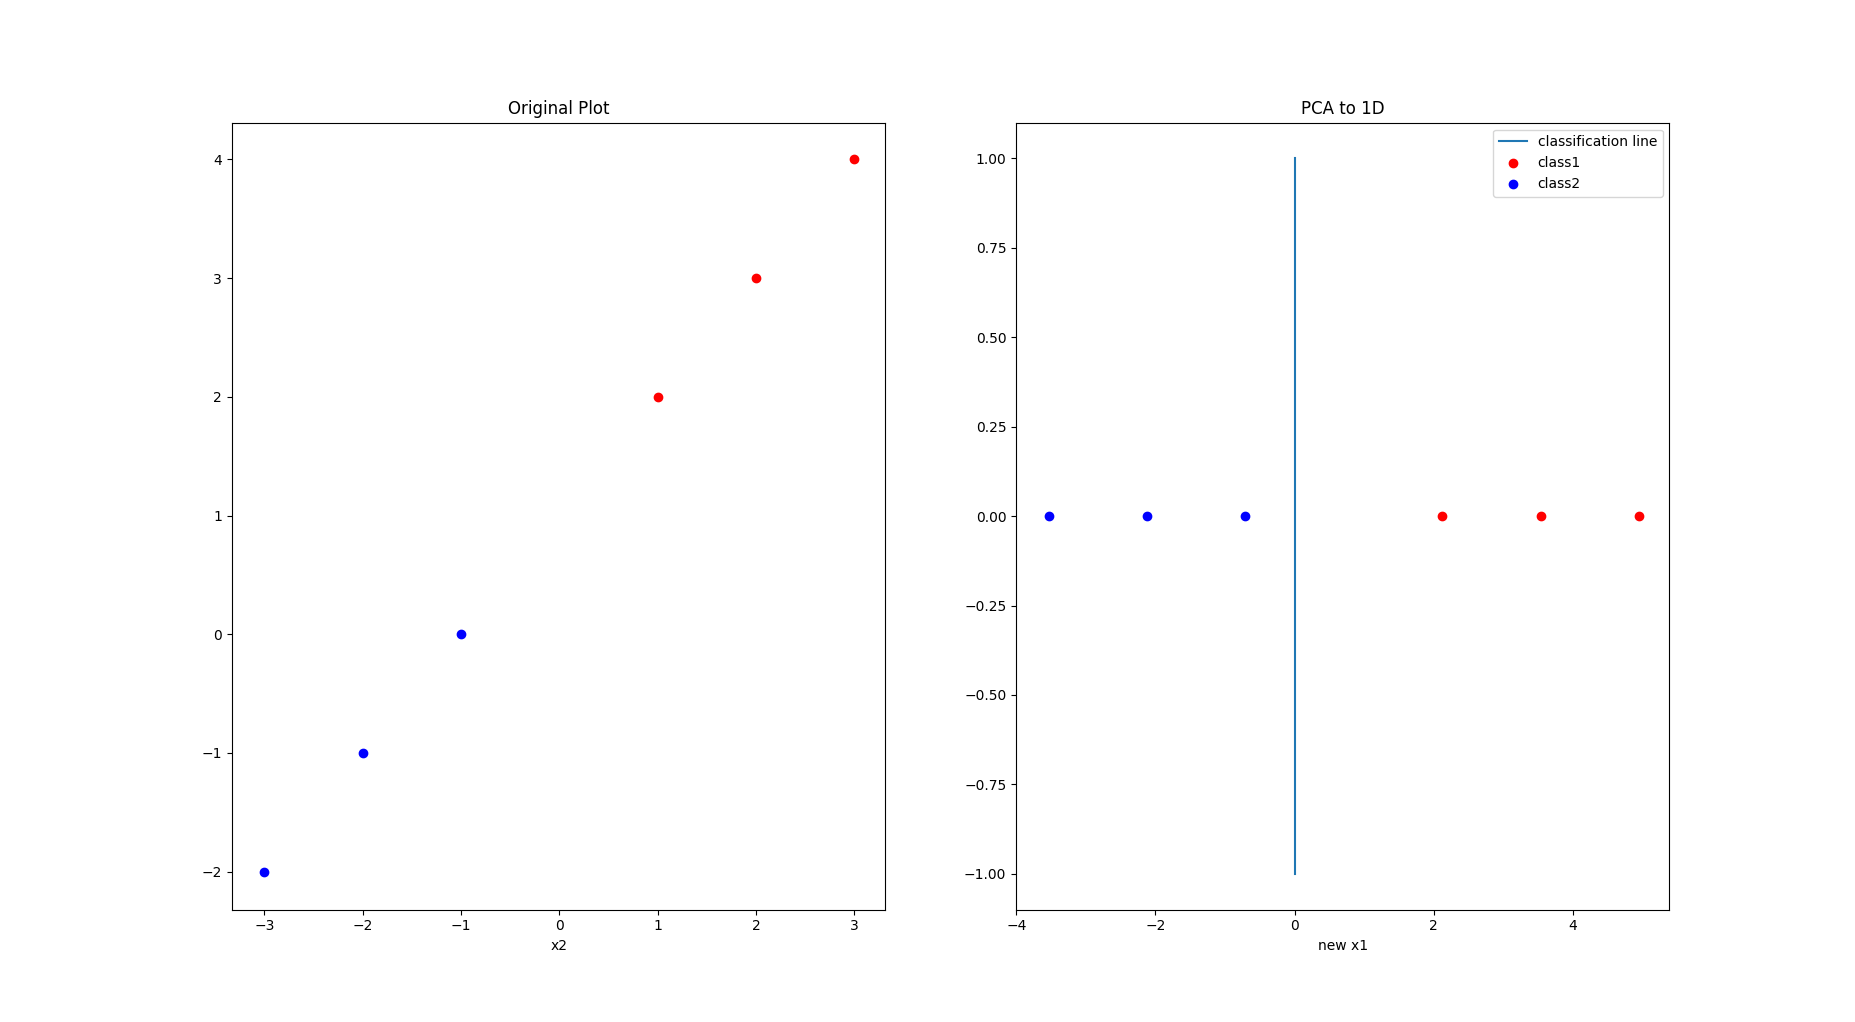 Original Plot
4
3
2
1
0
−1
−2
−3 −2 −1 0 1 2 3
x2
PCA to 1D
classification line
class1
class2
1.00
0.75
0.50
0.25
0.00
−0.25
−0.50
−0.75
−1.00
−4 −2 0 2 4
new x1